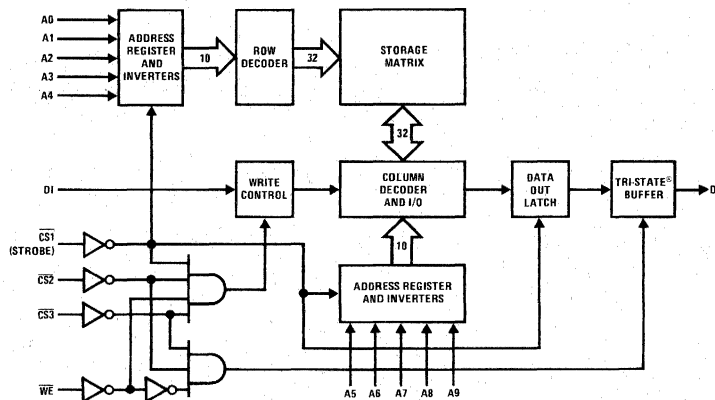 A0
A1
A2
A3
A4
ADDRESS
REGISTER
AND
INVERTERS
10
ROW
DECODER
32
STORAGE
MATRIX
32
DI
WRITE
CONTROL
COLUMN
DECODER
AND I/O
DATA
OUT
LATCH
TRI-STATE®
BUFFER
D
CS1
(STROBE)
CS2
CS3
10
ADDRESS REGISTER
AND INVERTERS
WE
A5 A6 A7 A8 A9